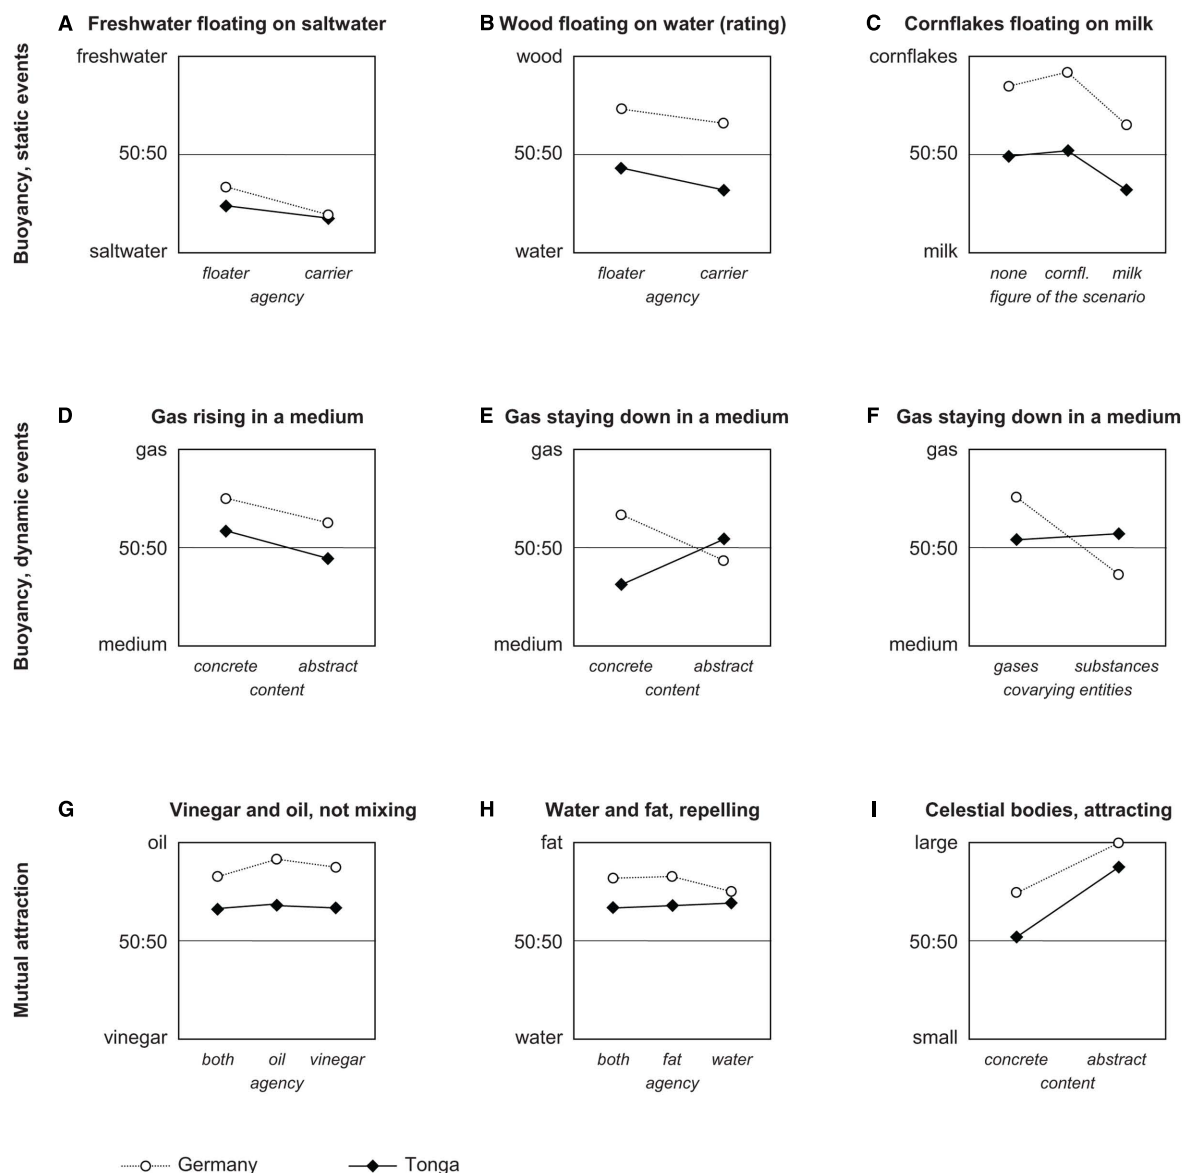 A Freshwater floating on saltwater
freshwater
50:50
saltwater
floater carrier
agency
B Wood floating on water (rating)
wood
50:50
water
floater carrier
agency
C Cornflakes floating on milk
cornflakes
50:50
milk
none cornfl. milk
figure of the scenario
Buoyancy, static events
D Gas rising in a medium
gas
50:50
medium
concrete abstract
content
E Gas staying down in a medium
gas
50:50
medium
concrete abstract
content
F Gas staying down in a medium
gas
50:50
medium
gases substances
covarying entities
Buoyancy, dynamic events
G Vinegar and oil, not mixing
oil
50:50
vinegar
both oil vinegar
agency
H Water and fat, repelling
fat
50:50
water
both fat water
agency
I Celestial bodies, attracting
large
50:50
small
concrete abstract
content
Mutual attraction
Germany Tonga